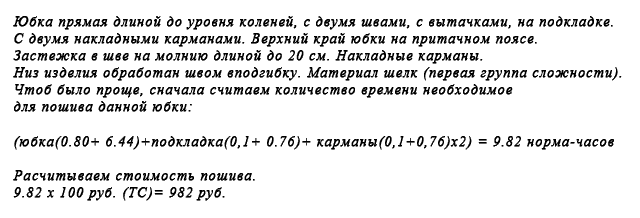 Юбка прямая длиной до уровня коленей, с двумя швами, с вытачками, на подкладке.
С двумя накладными карманами. Верхний край юбки на притачном поясе.
Застежка в шве на молнию длиной до 20 см. Накладные карманы.
Низ изделия обработан швом вподгибку. Материал шелк (первая группа сложности).
Чтоб было проще, сначала считаем количество времени необходимое
для пошива данной юбки:
(юбка(0.80+ 6.44)+подкладка(0,1+ 0.76)+ карманы(0,1+0,76)х2) = 9.82 норма-часов
Расчитываем стоимость пошива.
9.82 х 100 руб. (ТС)= 982 руб.